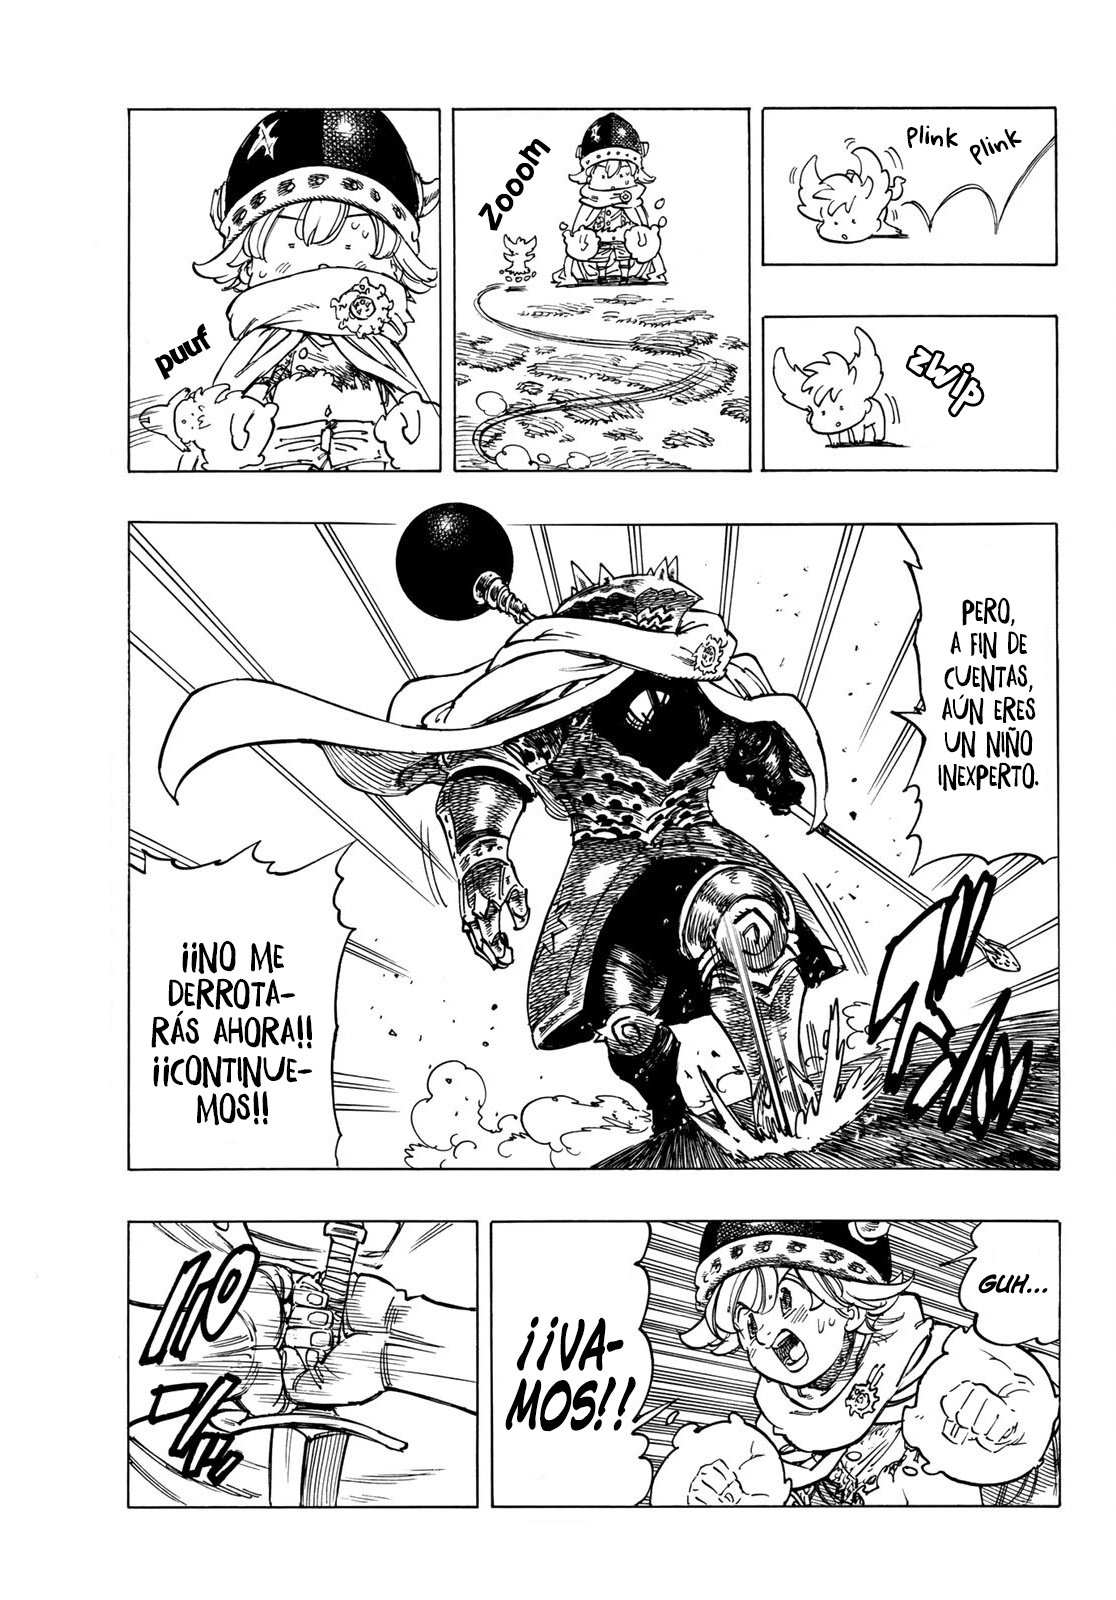 Plink
Plink
zwip
Zooom
puuf
PERO,
A FIN DE
CUENTAS,
AÚN ERES
UN NIÑO
INEXPERTO.
¡¡NO ME
DERROTA-
RÁS AHORA!!
¡¡CONTINUE-
MOS!!
GUH...
¡¡VA-
MOS!!